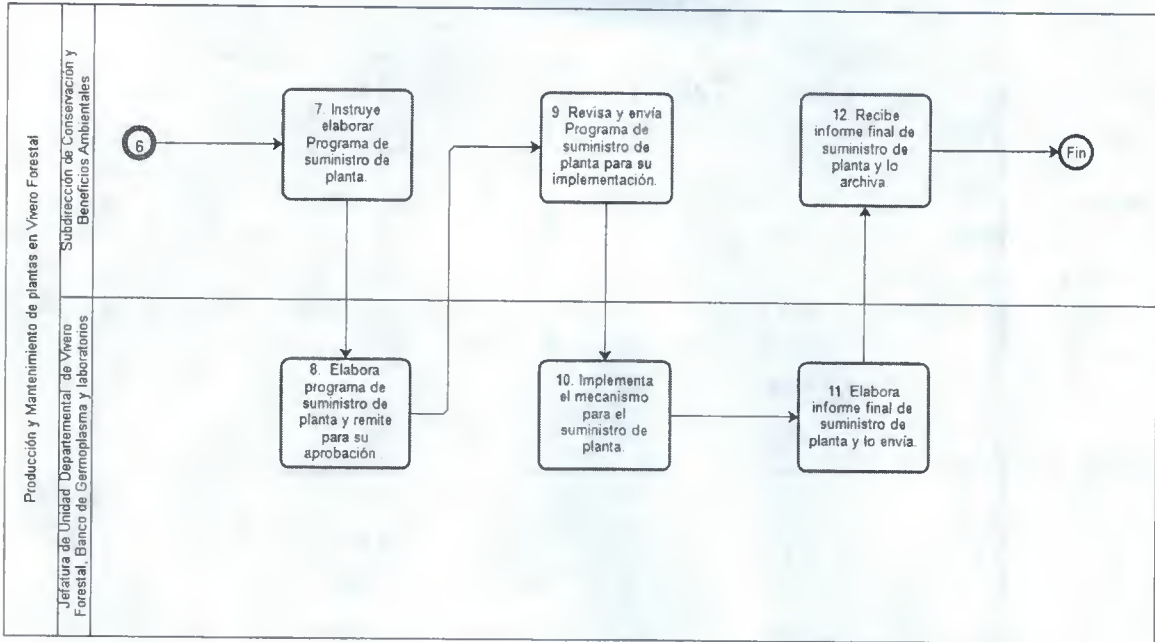 Producción y Mantenimiento de plantas en Vivero Forestal
Subdirección de Conservación y
Beneficios Ambientales
6
7. Instruye
elaborar
Programa de
suministro de
planta.
9 Revisa y envía
Programa de
suministro de
planta para su
implementación.
12. Recibe
informe final de
suministro de
planta y lo
archiva.
Fin
Jefatura de Unidad Departamental de Vivero
Forestal, Banco de Germoplasma y laboratorios
8. Elabora
programa de
suministro de
planta y remite
para su
aprobación.
10. Implementa
el mecanismo
para el
suministro de
planta.
11. Elabora
informe final de
suministro de
planta y lo envía.